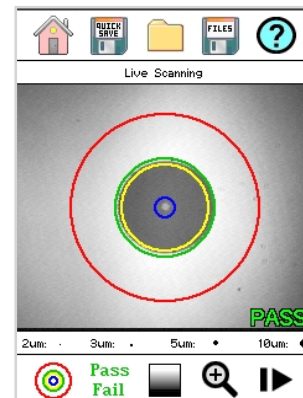 QUICK SAVE
FILES
?
Live Scanning
PASS
2um: 3um: 5um: 10um:
Pass
Fail